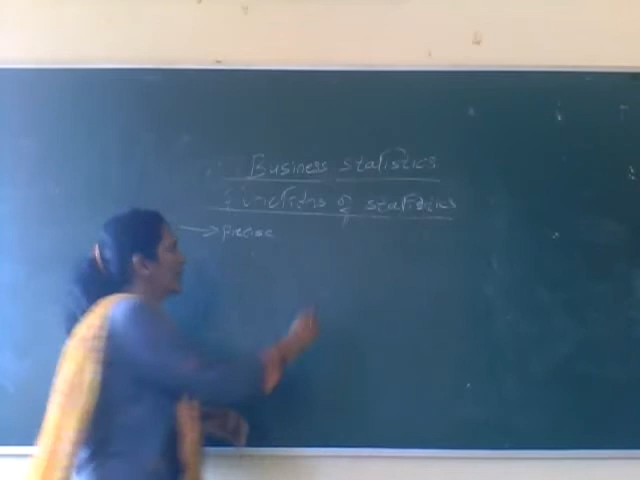 Business statistics
functions of statistics
→ precise